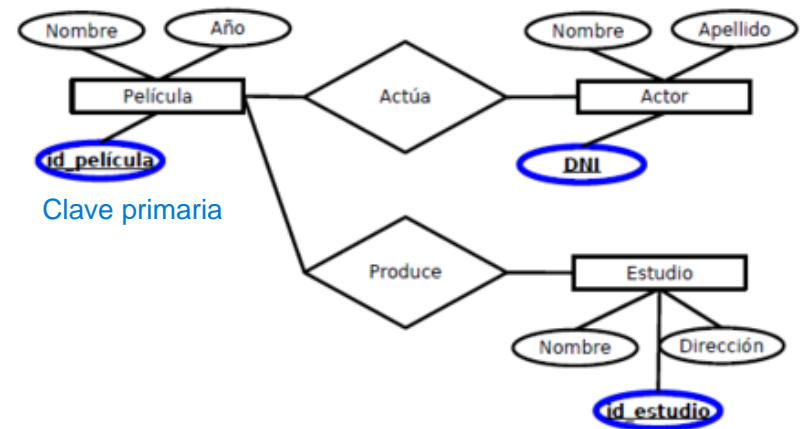 Nombre
Año
Nombre
Apellido
Película
Actúa
Actor
id_película
DNI
Clave primaria
Produce
Estudio
Nombre
Dirección
id_estudio